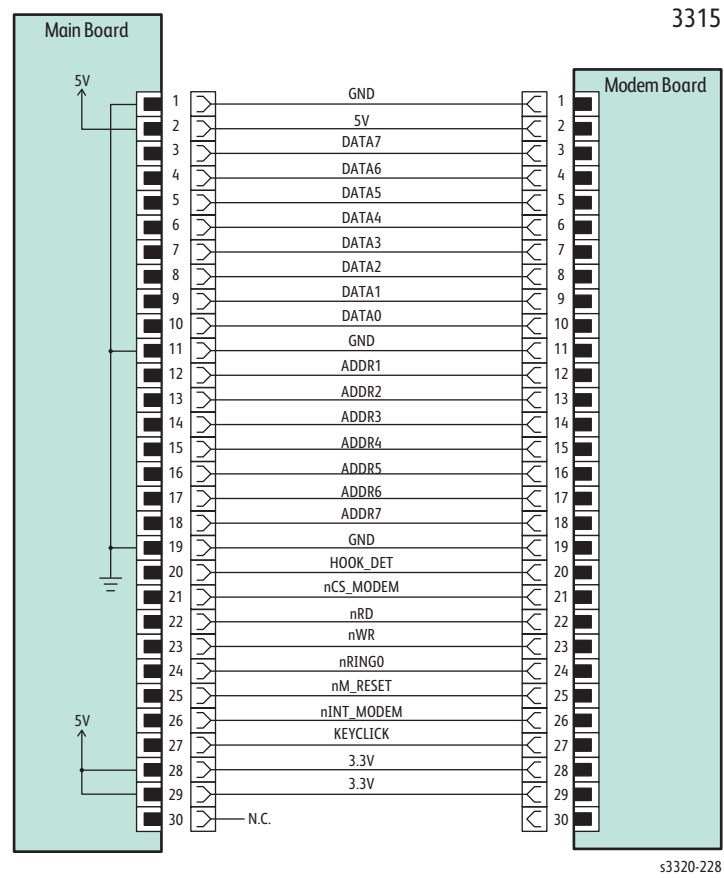 3315
Main Board
Modem Board
5V
1 GND 1
2 5V 2
3 DATA7 3
4 DATA6 4
5 DATA5 5
6 DATA4 6
7 DATA3 7
8 DATA2 8
9 DATA1 9
10 DATA0 10
11 GND 11
12 ADDR1 12
13 ADDR2 13
14 ADDR3 14
15 ADDR4 15
16 ADDR5 16
17 ADDR6 17
18 ADDR7 18
19 GND 19
20 HOOK_DET 20
21 nCS_MODEM 21
22 nRD 22
23 nWR 23
24 nRING0 24
25 nM_RESET 25
26 nINT_MODEM 26
5V
27 KEYCLICK 27
28 3.3V 28
29 3.3V 29
30 N.C. 30
s3320-228